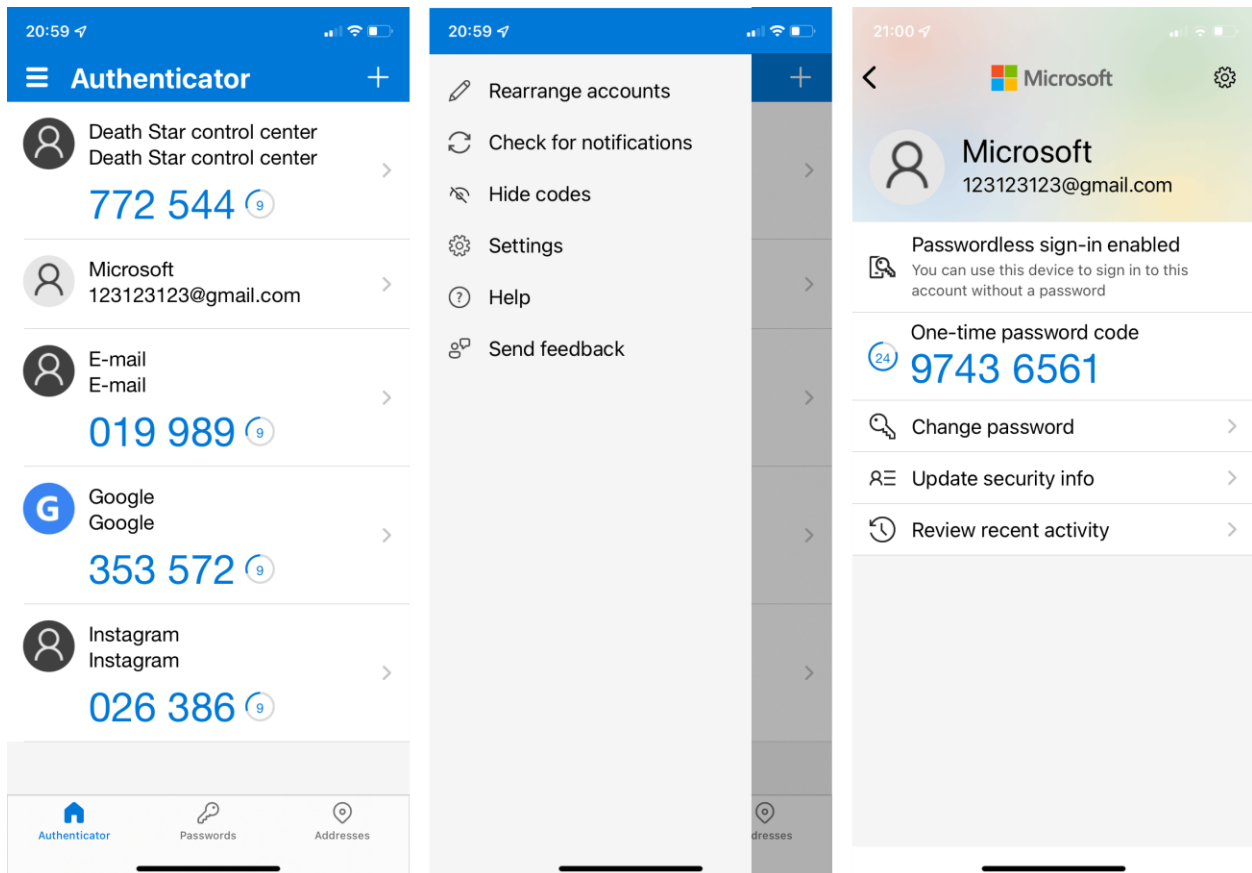 20:59
Authenticator
Death Star control center
Death Star control center
772 544 9
Microsoft
123123123@gmail.com
E-mail
E-mail
019 989 9
G
Google
Google
353 572 9
Instagram
Instagram
026 386 9
Authenticator
Passwords
Addresses
20:59
Rearrange accounts
Check for notifications
Hide codes
Settings
? Help
Send feedback
dresses
21:00
Microsoft
Microsoft
123123123@gmail.com
Passwordless sign-in enabled
You can use this device to sign in to this
account without a password
One-time password code
24 9743 6561
Change password
Update security info
Review recent activity